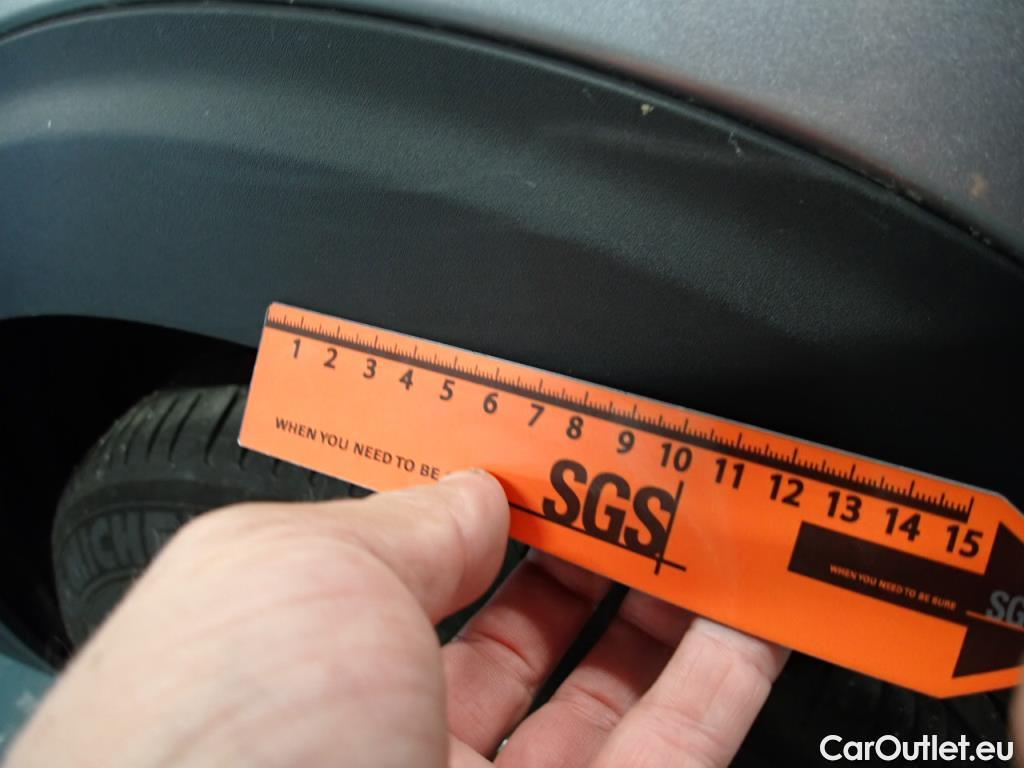 1 2 3 4 5 6 7 8 9 10 11 12 13 14 15
WHEN YOU NEED TO BE
SGS
WHEN YOU NEED TO BE SURE
SG
MICH
CarOutlet.eu